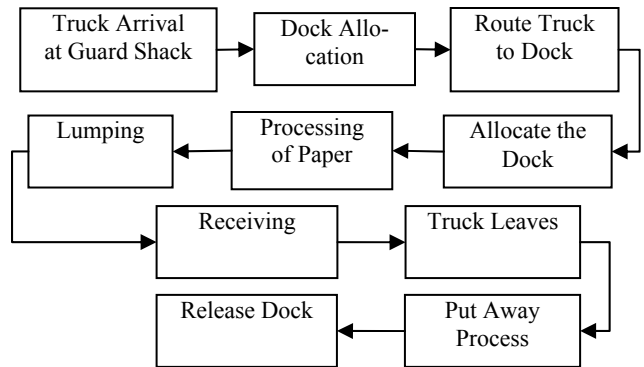 Truck Arrival
at Guard Shack
Dock Allo-
cation
Route Truck
to Dock
Lumping
Processing
of Paper
Allocate the
Dock
Receiving
Truck Leaves
Release Dock
Put Away
Process